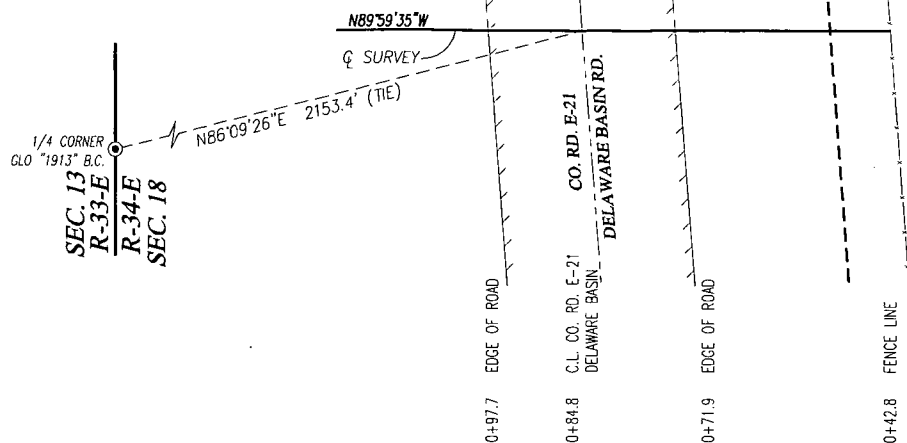 N89°59'35"W
℄ SURVEY
N86°09'26"E 2153.4' (TIE)
1/4 CORNER
GLO "1913" B.C.
SEC. 13
R-33-E
R-34-E
SEC. 18
CO. RD. E-21
DELAWARE BASIN RD.
0+97.7 EDGE OF ROAD
0+84.8 C.L. CO. RD. E-21
DELAWARE BASIN
0+71.9 EDGE OF ROAD
0+42.8 FENCE LINE